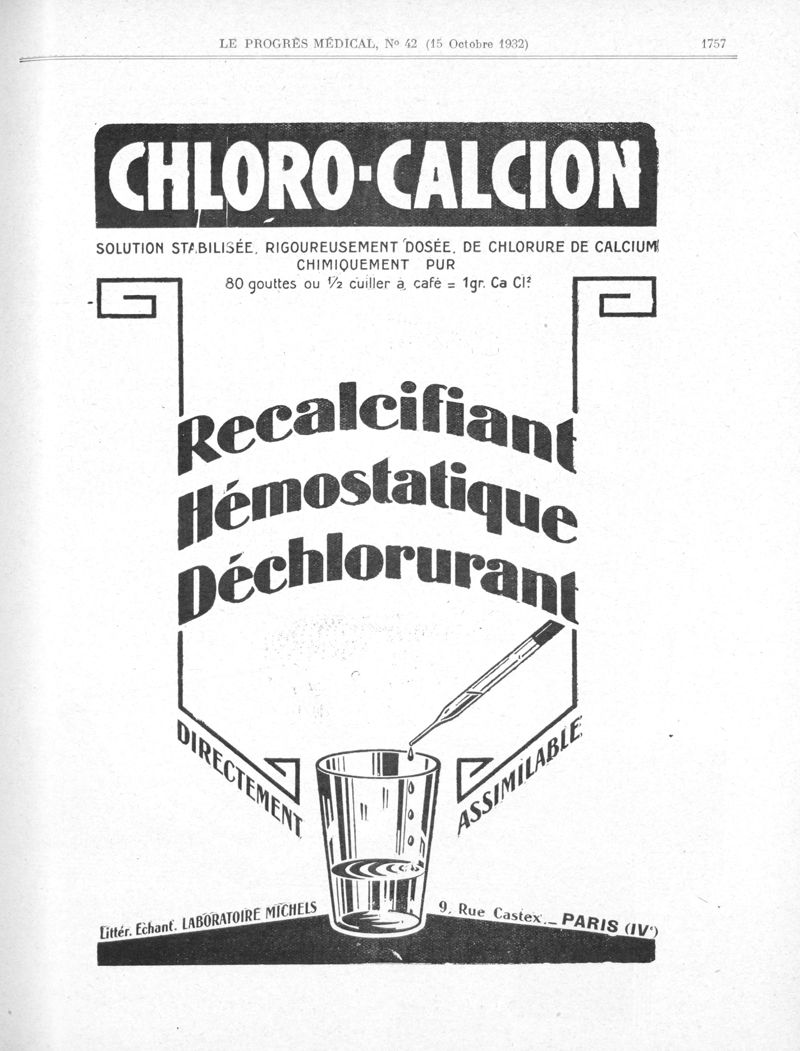 LE PROGRÈS MÉDICAL, No 42 (15 Octobre 1932)
1757
CHLORO-CALCION
SOLUTION STABILISÉE, RIGOUREUSEMENT DOSÉE, DE CHLORURE DE CALCIUM
CHIMIQUEMENT PUR
80 gouttes ou 1/2 cuiller à café = 1gr. Ca Cl²
Recalcifiant
Hémostatique
Déchlorurant
DIRECTEMENT
ASSIMILABLE
Littér. Echant. LABORATOIRE MICHELS
9, Rue Castex._ PARIS (IVe)